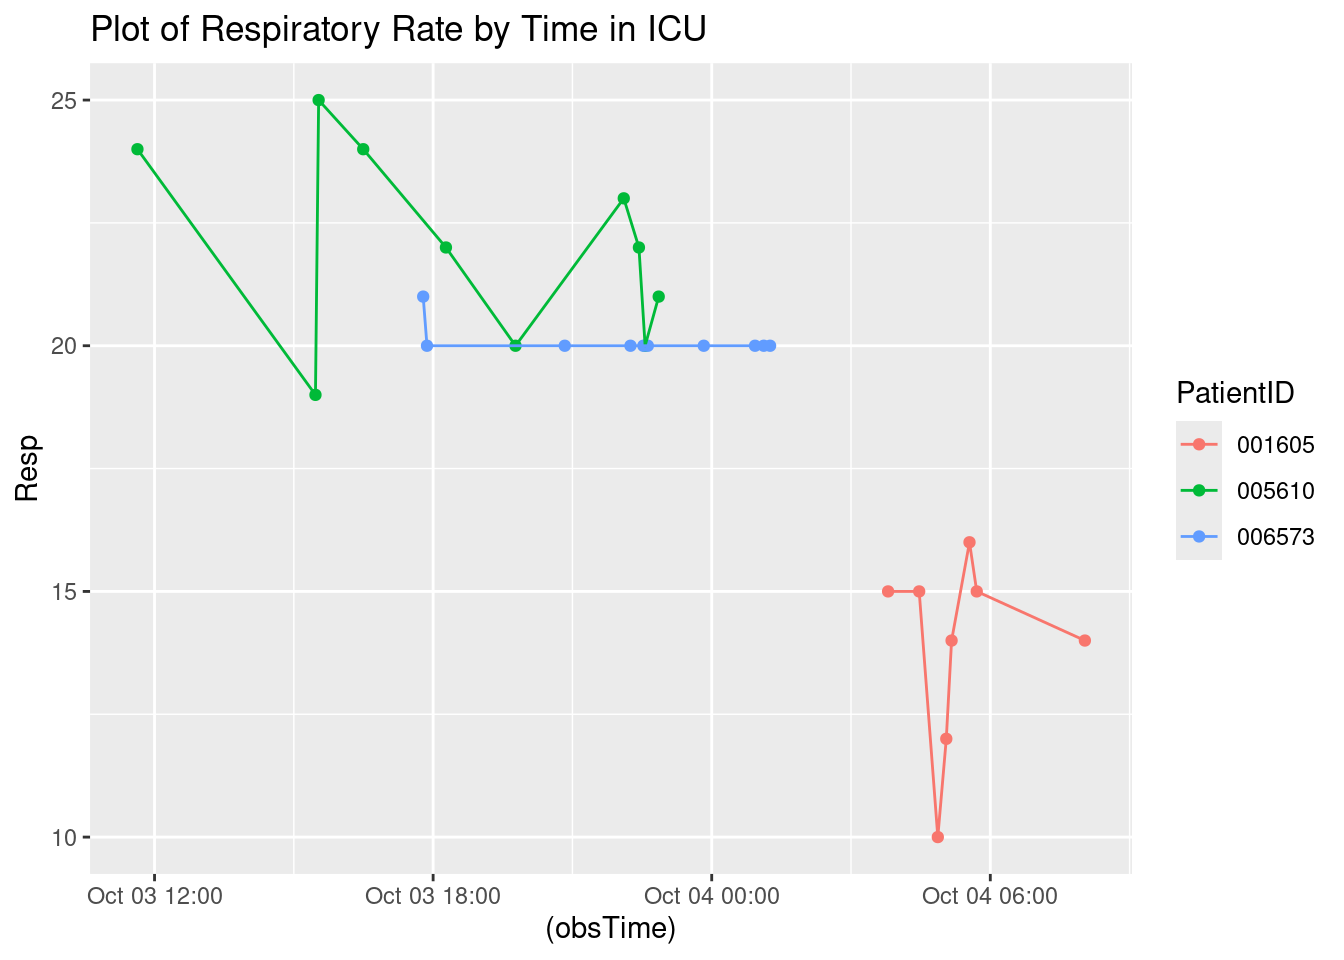 Plot of Respiratory Rate by Time in ICU
25
20
15
10
Resp
Oct 03 12:00
Oct 03 18:00
Oct 04 00:00
Oct 04 06:00
(obsTime)
PatientID
001605
005610
006573